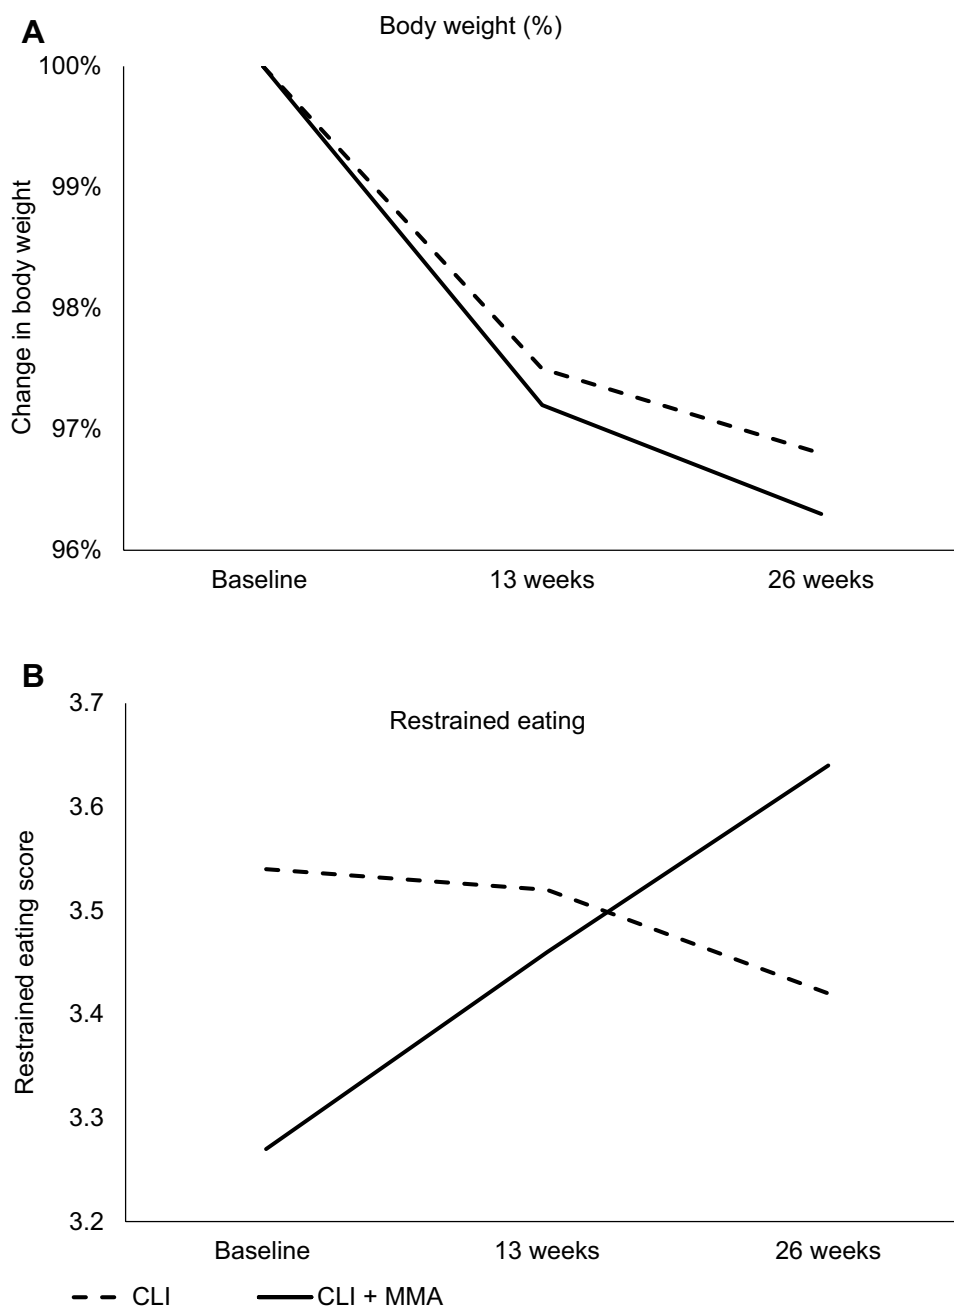 A
Body weight (%)
100%
99%
98%
97%
96%
Change in body weight
Baseline
13 weeks
26 weeks
B
Restrained eating
3.7
3.6
3.5
3.4
3.3
3.2
Restrained eating score
Baseline
13 weeks
26 weeks
CLI
CLI + MMA